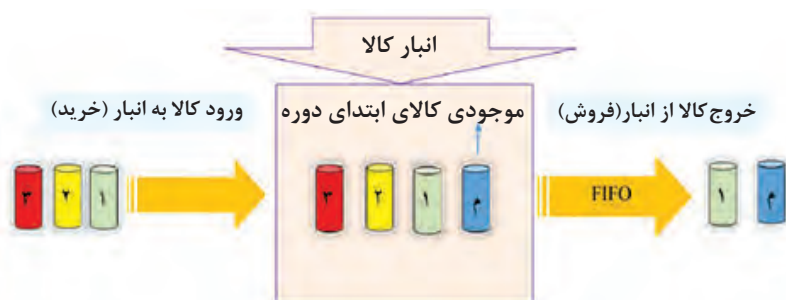 انبار کالا
خروج کالا از انبار(فروش)
موجودی کالای ابتدای دوره
ورود کالا به انبار (خرید)
م ۱
FIFO
م ۱ ۲ ۳
۱ ۲ ۳